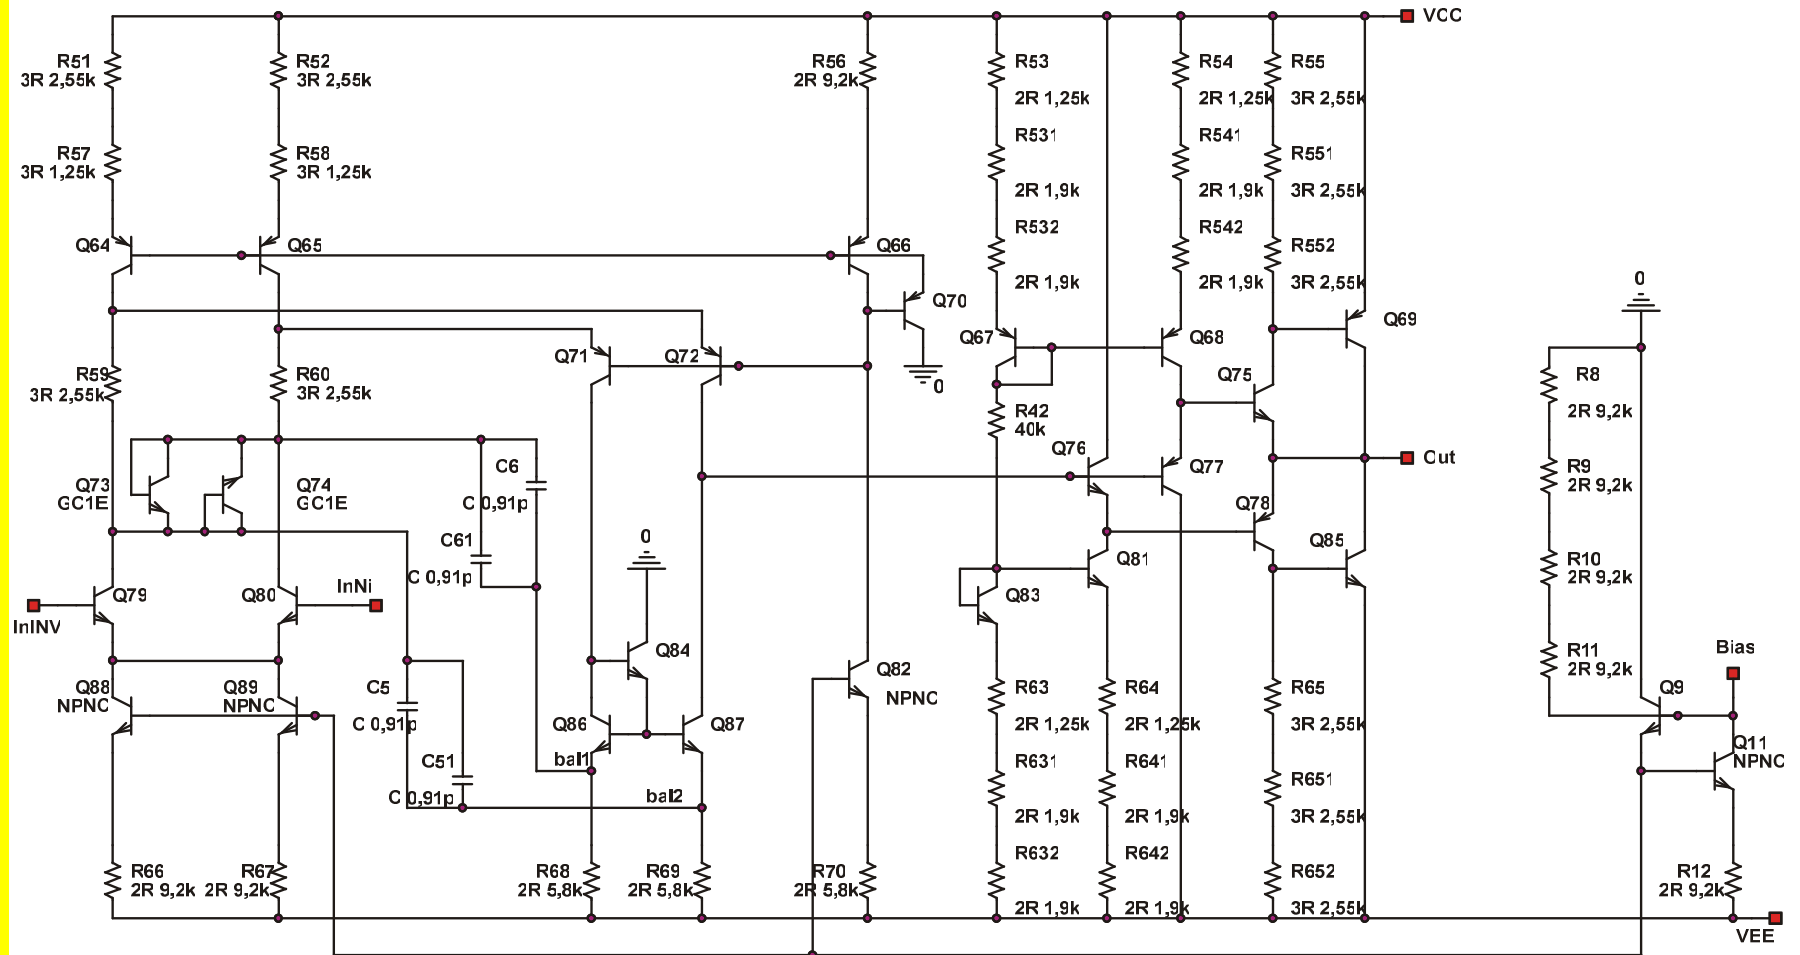 VCC
R51
3R 2,55k
R52
3R 2,55k
R56
2R 9,2k
R53
2R 1,25k
R54
2R 1,25k
R55
3R 2,55k
R57
3R 1,25k
R58
3R 1,25k
R531
2R 1,9k
R541
2R 1,9k
R551
3R 2,55k
Q64
Q65
Q66
R532
2R 1,9k
R542
2R 1,9k
R552
3R 2,55k
Q70
0
Q67
Q68
Q69
0
Q71
Q72
R59
3R 2,55k
R60
3R 2,55k
Q75
R8
2R 9,2k
R42
40k
Q76
Q77
Out
C6
C 0,91p
R9
2R 9,2k
Q73
GC1E
Q74
GC1E
Q78
C61
C 0,91p
0
Q81
Q85
R10
2R 9,2k
InINV
Q79
Q80
InNi
Q83
Q84
Q82
NPNC
R11
2R 9,2k
Bias
Q88
NPNC
Q89
NPNC
C5
C 0,91p
R63
2R 1,25k
R64
2R 1,25k
R65
3R 2,55k
Q9
Q86
Q87
bal1
C51
C 0,91p
bal2
R631
2R 1,9k
R641
2R 1,9k
R651
3R 2,55k
Q11
NPNC
R66
2R 9,2k
R67
2R 9,2k
R68
2R 5,8k
R69
2R 5,8k
R70
2R 5,8k
R632
2R 1,9k
R642
2R 1,9k
R652
3R 2,55k
R12
2R 9,2k
VEE